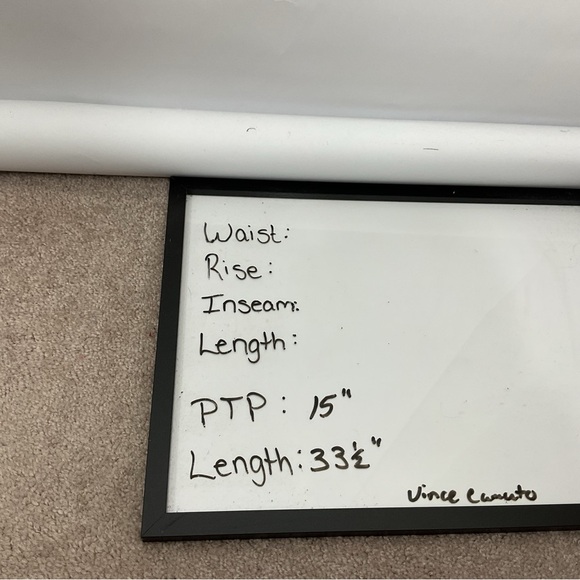 Waist:
Rise:
Inseam:
Length:
PTP: 15"
Length: 33½"
Vince Camuto